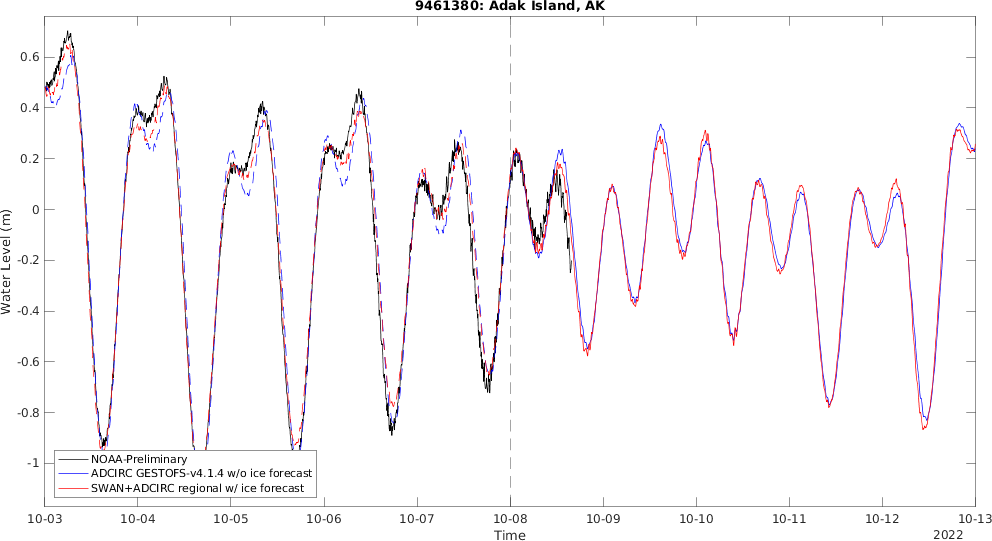 9461380: Adak Island, AK
Water Level (m)
0.6
0.4
0.2
0
-0.2
-0.4
-0.6
-0.8
-1
NOAA-Preliminary
ADCIRC GESTOFS-v4.1.4 w/o ice forecast
SWAN+ADCIRC regional w/ ice forecast
10-03 10-04 10-05 10-06 10-07 10-08 10-09 10-10 10-11 10-12 10-13
Time
2022